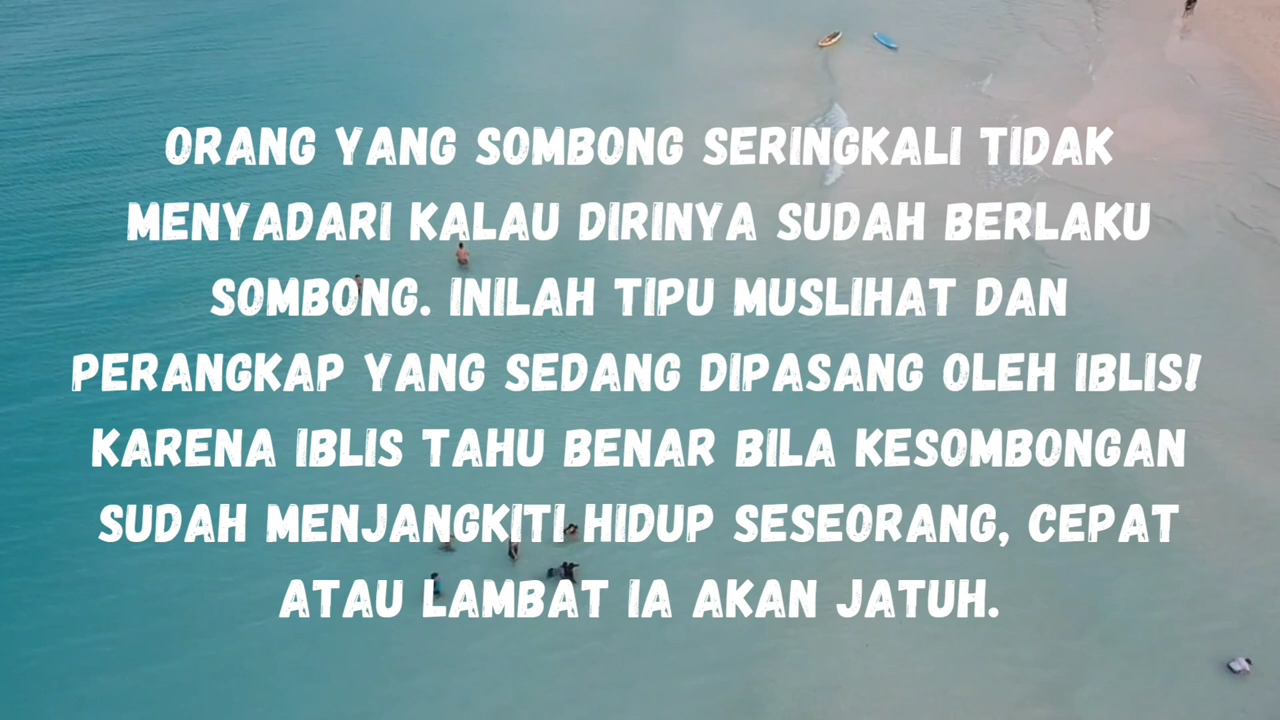 ORANG YANG SOMBONG SERINGKALI TIDAK
MENYADARI KALAU DIRINYA SUDAH BERLAKU
SOMBONG. INILAH TIPU MUSLIHAT DAN
PERANGKAP YANG SEDANG DIPASANG OLEH IBLIS!
KARENA IBLIS TAHU BENAR BILA KESOMBONGAN
SUDAH MENJANGKITI HIDUP SESEORANG, CEPAT
ATAU LAMBAT IA AKAN JATUH.